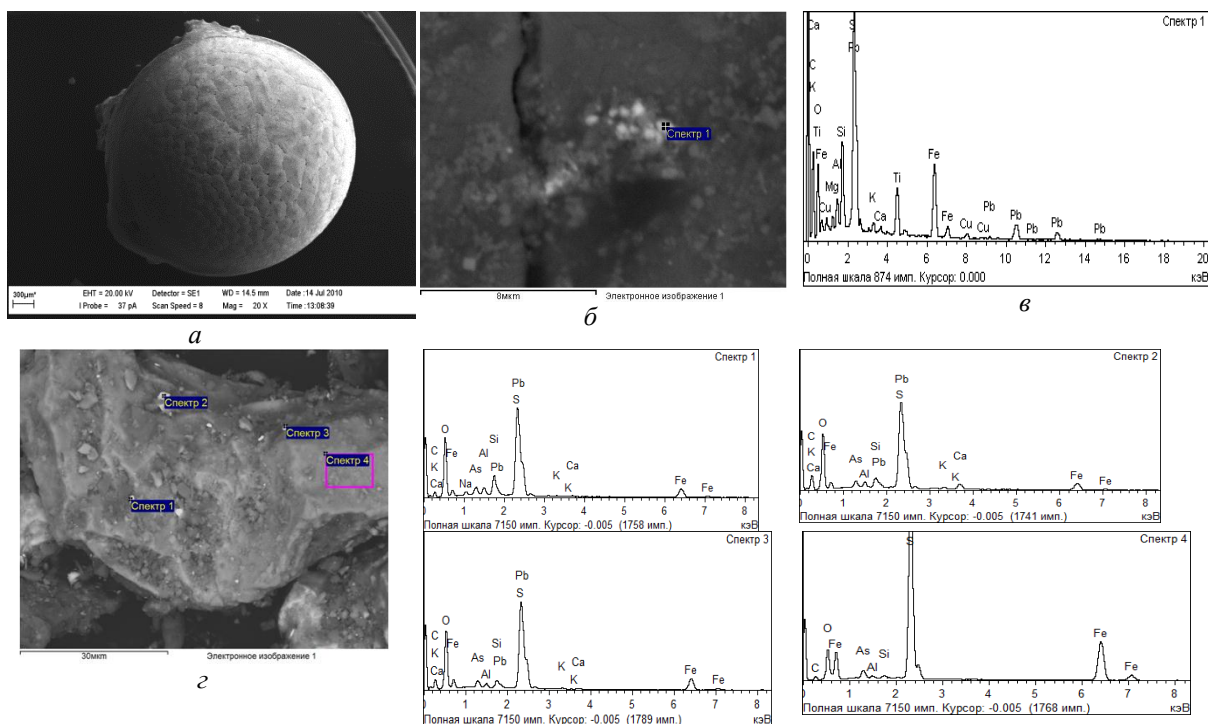 300µm*
EHT = 20.00 kV Detector = SE1 WD = 14.5 mm Date :14 Jul 2010
I Probe = 37 pA Scan Speed = 8 Mag = 20 X Time :13:08:39
а
Спектр 1
8мкм Электронное изображение 1
б
Спектр 1
Ca S
Pb
C
K
O
Ti Si
Fe Al
Mg
Cu
K
Ca
Ti
Fe
Fe
Cu
Cu
Pb
Pb
Pb
Pb
Pb
0 2 4 6 8 10 12 14 16 18 20
Полная шкала 874 имп. Курсор: 0.000 кэВ
в
Спектр 2
Спектр 3
Спектр 4
Спектр 1
30мкм Электронное изображение 1
г
Спектр 1
Pb
S
O
C
K
Ca
Fe
Na
As
Al
Si
Pb
K
Ca
K
Fe
Fe
0 1 2 3 4 5 6 7 8
Полная шкала 7150 имп. Курсор: -0.005 (1758 имп.) кэВ
Спектр 2
Pb
S
O
C
K
Ca
Fe
As
Al
Si
Pb
K
Ca
K
Fe
Fe
0 1 2 3 4 5 6 7 8
Полная шкала 7150 имп. Курсор: -0.005 (1741 имп.) кэВ
Спектр 3
Pb
S
O
C
K
Ca
Fe
As
Al
Si
Pb
K
Ca
K
Fe
Fe
0 1 2 3 4 5 6 7 8
Полная шкала 7150 имп. Курсор: -0.005 (1789 имп.) кэВ
Спектр 4
S
O
Fe
C
As
Al
Si
Fe
Fe
0 1 2 3 4 5 6 7 8
Полная шкала 7150 имп. Курсор: -0.005 (1768 имп.) кэВ